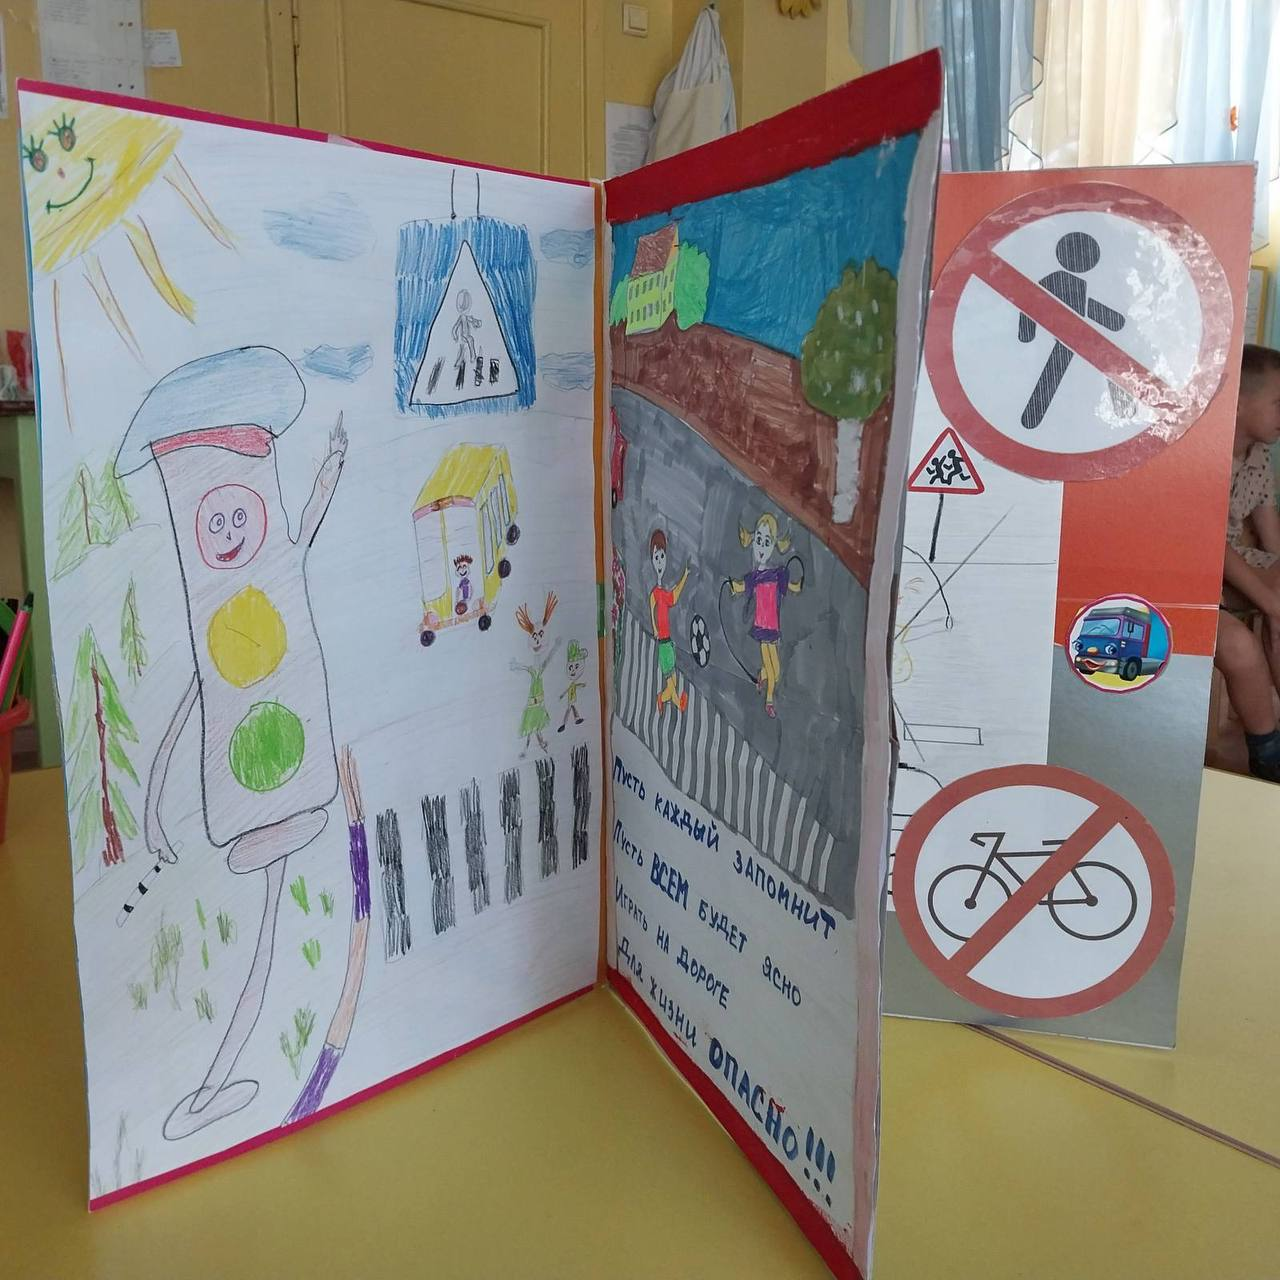 Пусть каждый запомнит
Пусть ВСЕМ будет ясно
Играть на дороге
Для жизни ОПАСНО!!!